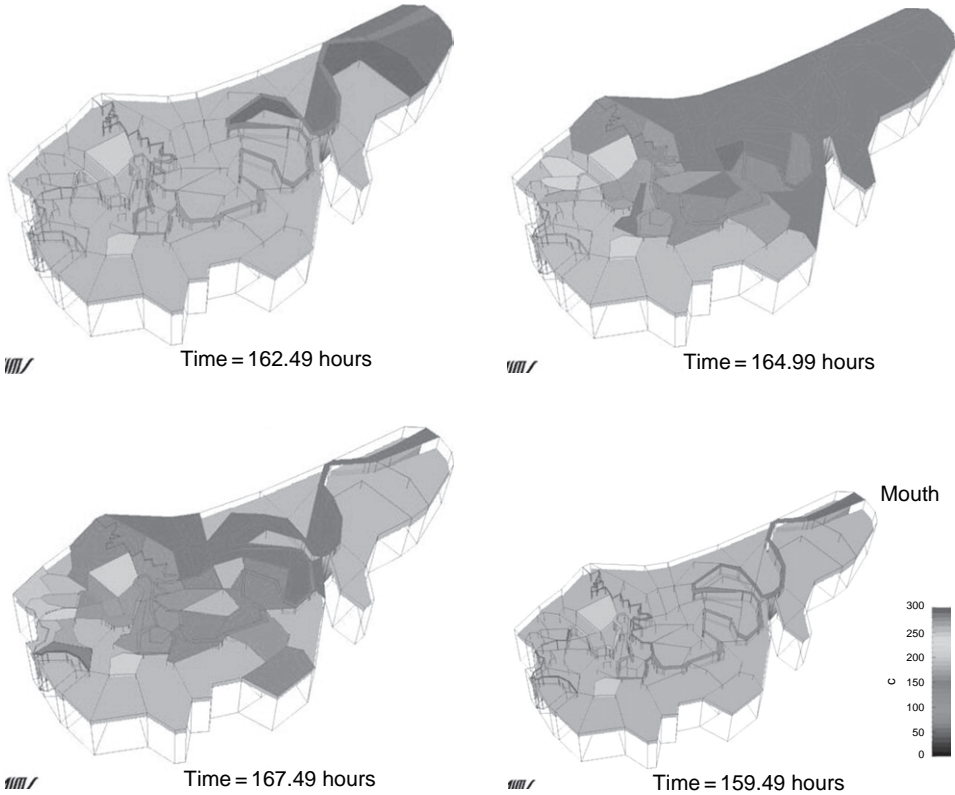 Time = 162.49 hours
Time = 164.99 hours
Mouth
300
250
200
150
100
50
0
c
Time = 167.49 hours
Time = 159.49 hours